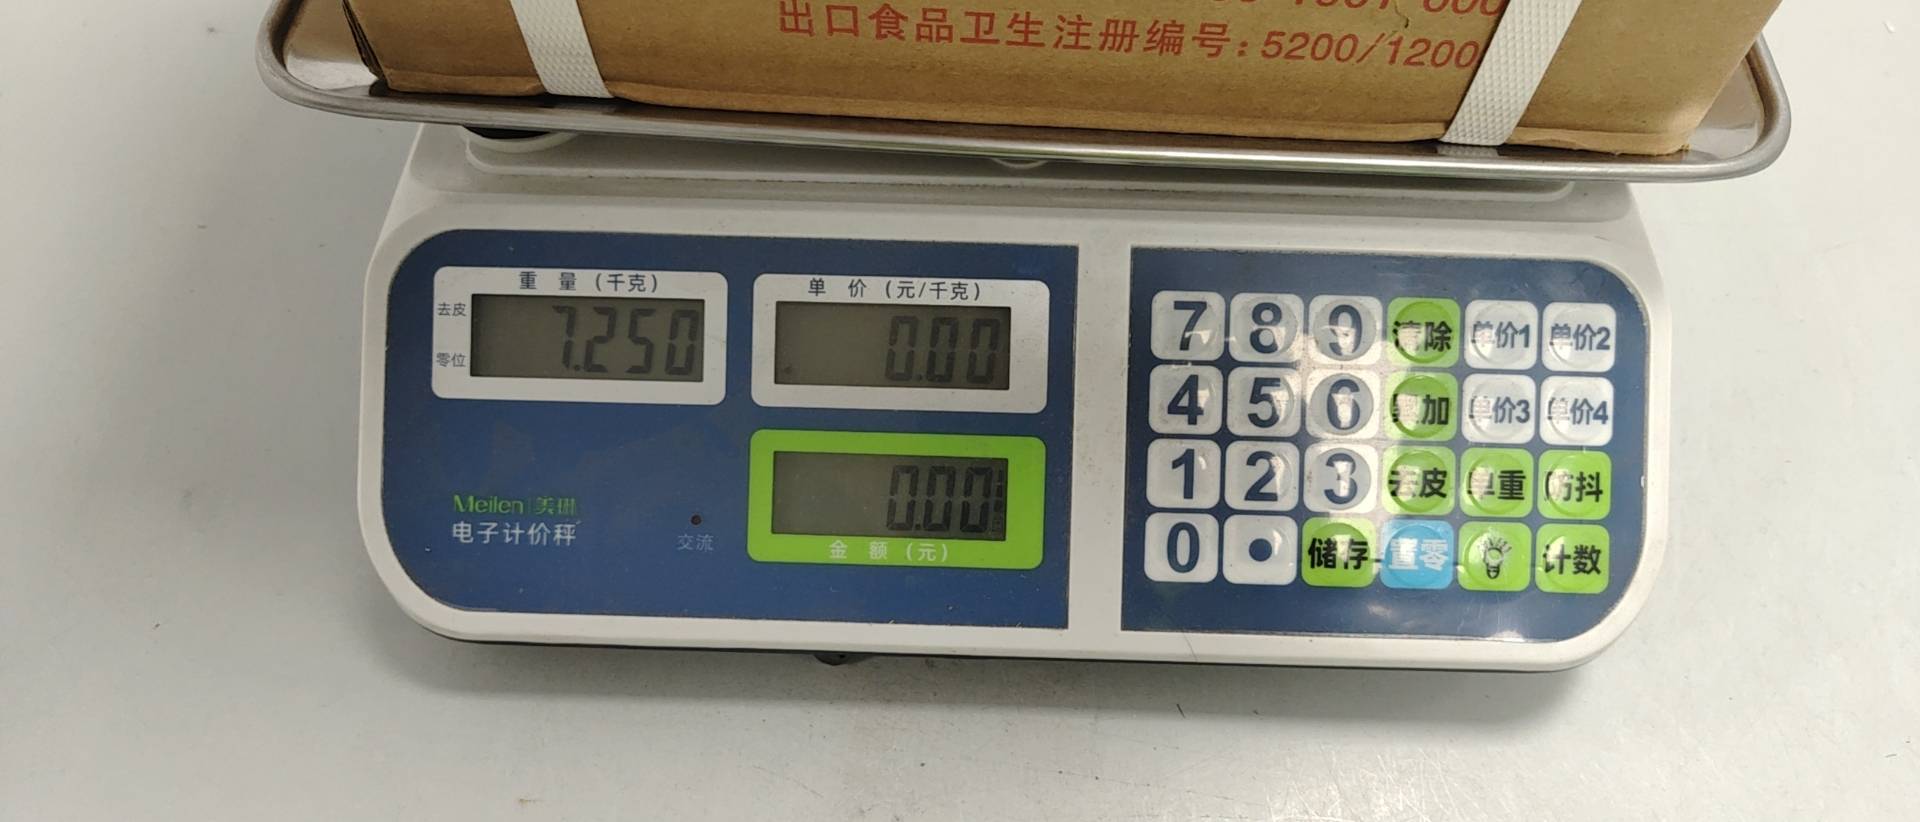 出口食品卫生注册编号:5200/1200
重 量 (千克)
去皮
零位
7.250
单 价 (元/千克)
0.00
0.00
金 额 (元)
Meilen 美琳
电子计价秤
交流
7 8 9 清除 单价1 单价2
4 5 6 累加 单价3 单价4
1 2 3 去皮 单重 防抖
0 . 储存 置零 计数